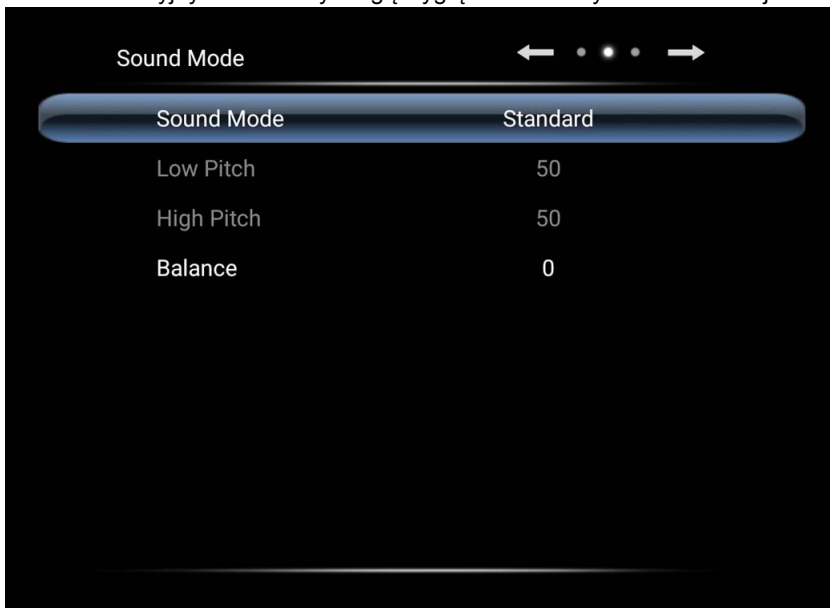 Sound Mode
Sound Mode Standard
Low Pitch 50
High Pitch 50
Balance 0